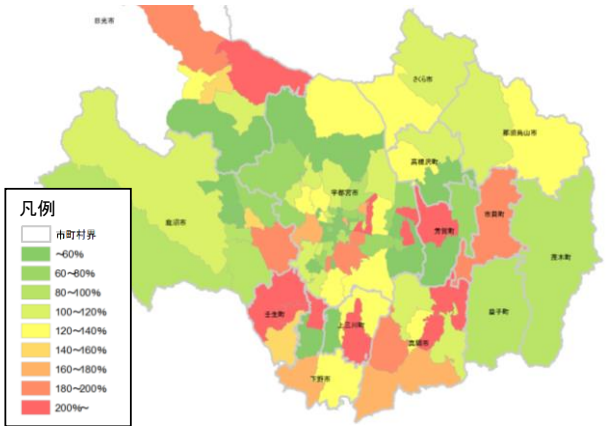 日光市
さくら市
那須烏山市
高根沢町
宇都宮市
鹿沼市
市貝町
芳賀町
茂木町
壬生町
益子町
上三川町
真岡市
下野市
凡例
市町村界
~60%
60~80%
80~100%
100~120%
120~140%
140~160%
160~180%
180~200%
200%~